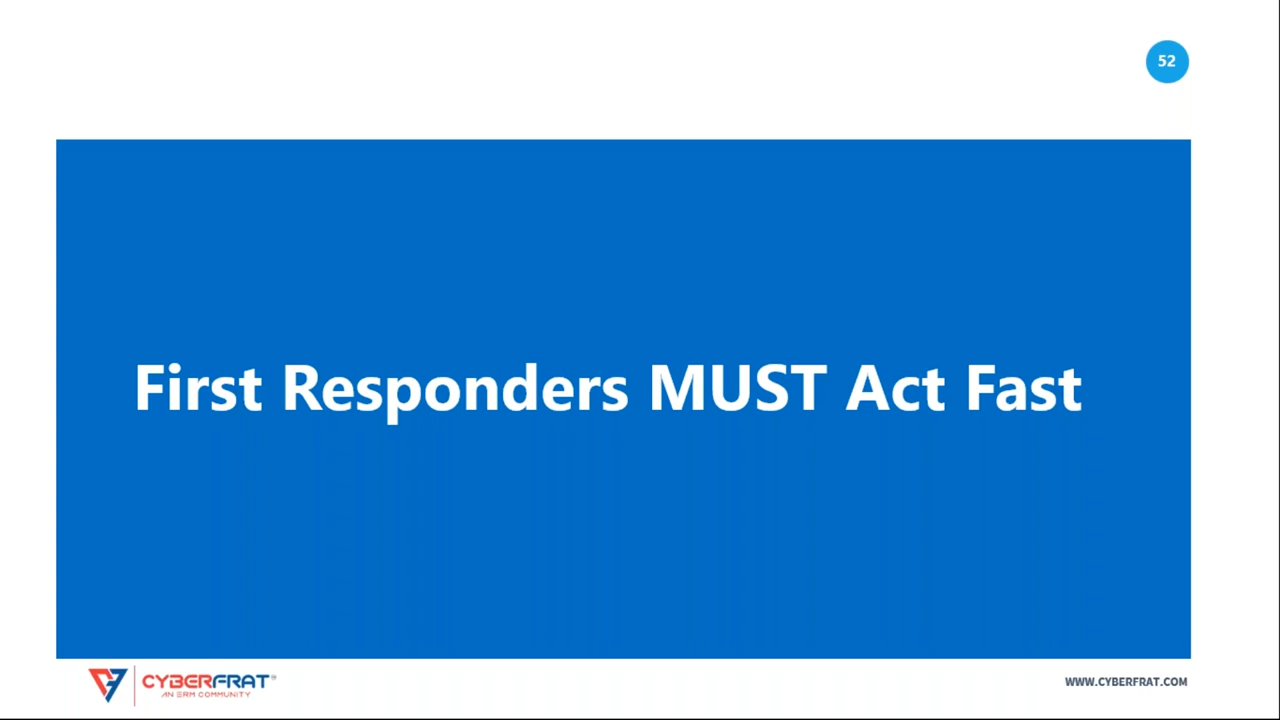 52
First Responders MUST Act Fast
CYBERFRAT®
AN ERM COMMUNITY
WWW.CYBERFRAT.COM